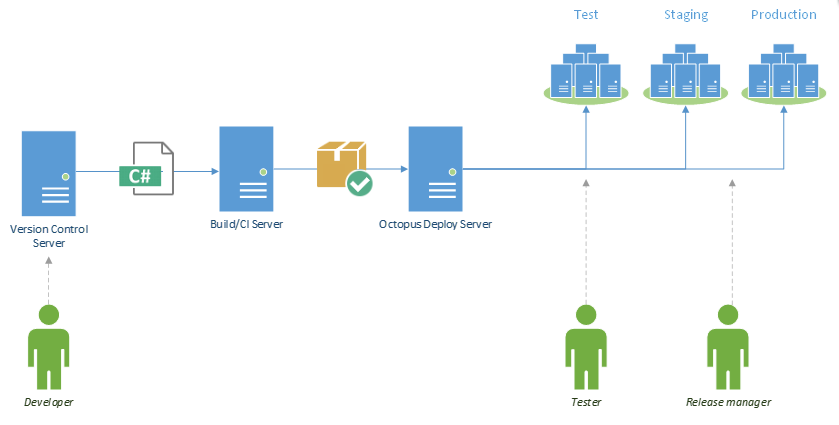 Test
Staging
Production
C#
Version Control
Server
Build/CI Server
Octopus Deploy Server
Developer
Tester
Release manager